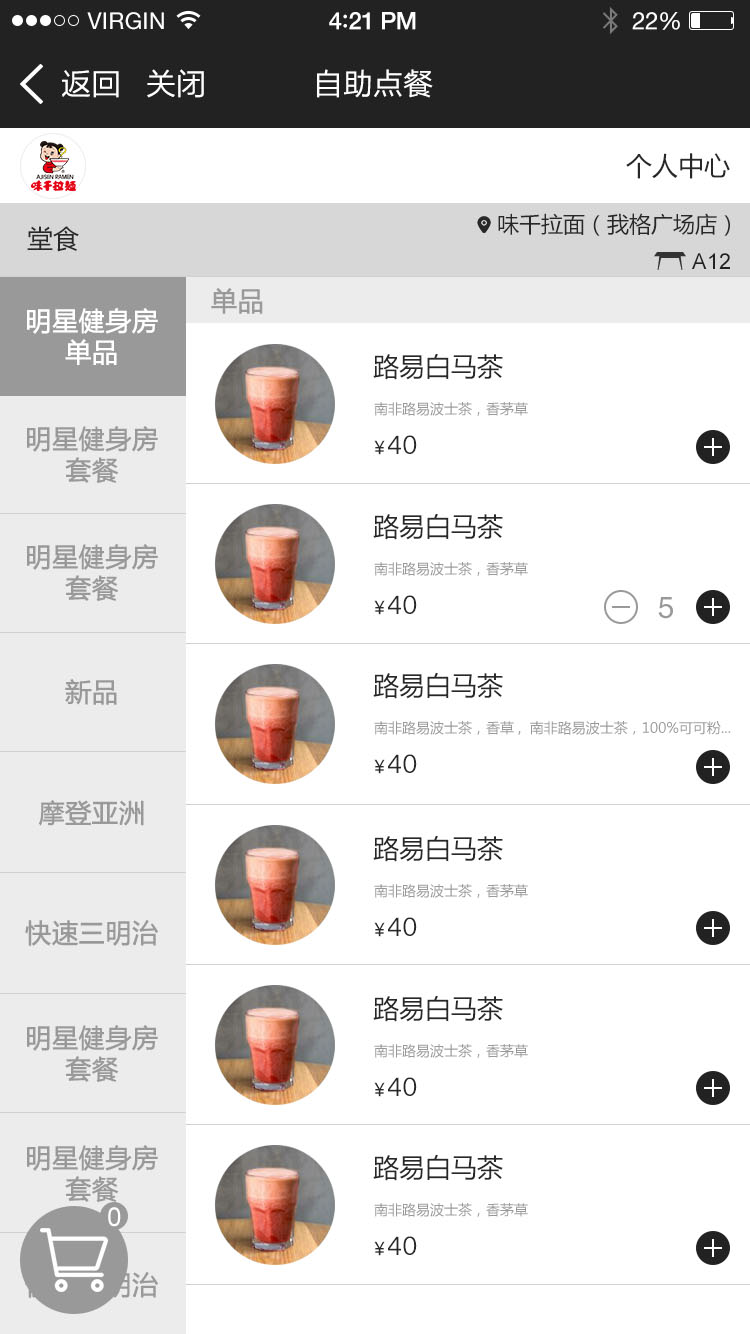 VIRGIN 4:21 PM 22%
返回 关闭 自助点餐
AJISEN RAMEN
味千拉麺
个人中心
堂食
味千拉面（我格广场店）
A12
明星健身房
单品
明星健身房
套餐
明星健身房
套餐
新品
摩登亚洲
快速三明治
明星健身房
套餐
明星健身房
套餐
明治
0
单品
路易白马茶
南非路易波士茶，香茅草
¥40
路易白马茶
南非路易波士茶，香茅草
¥40
5
路易白马茶
南非路易波士茶，香草，南非路易波士茶，100%可可粉...
¥40
路易白马茶
南非路易波士茶，香茅草
¥40
路易白马茶
南非路易波士茶，香茅草
¥40
路易白马茶
南非路易波士茶，香茅草
¥40